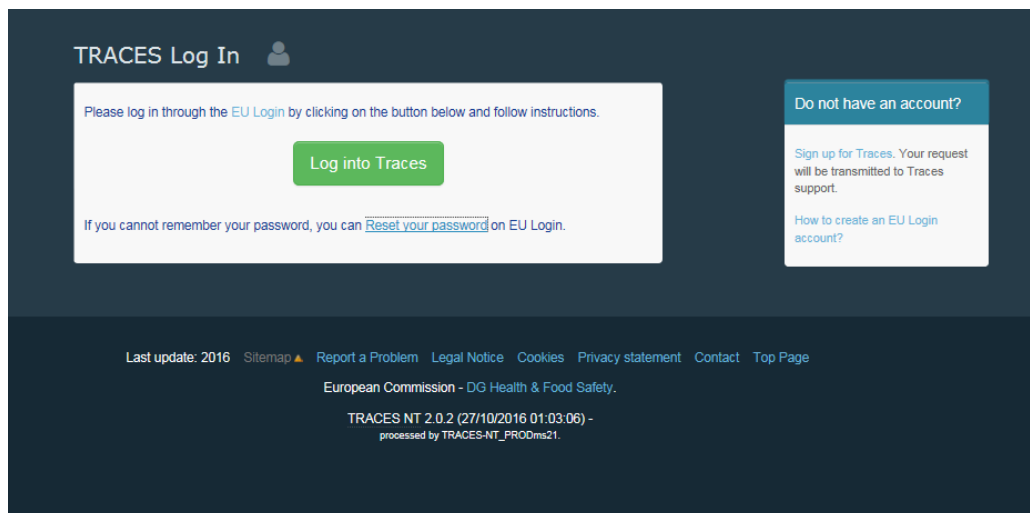 TRACES Log In
Please log in through the EU Login by clicking on the button below and follow instructions.
Log into Traces
If you cannot remember your password, you can Reset your password on EU Login.
Do not have an account?
Sign up for Traces. Your request
will be transmitted to Traces
support.
How to create an EU Login
account?
Last update: 2016 Sitemap Report a Problem Legal Notice Cookies Privacy statement Contact Top Page
European Commission - DG Health & Food Safety.
TRACES NT 2.0.2 (27/10/2016 01:03:06) -
processed by TRACES-NT_PRODms21.